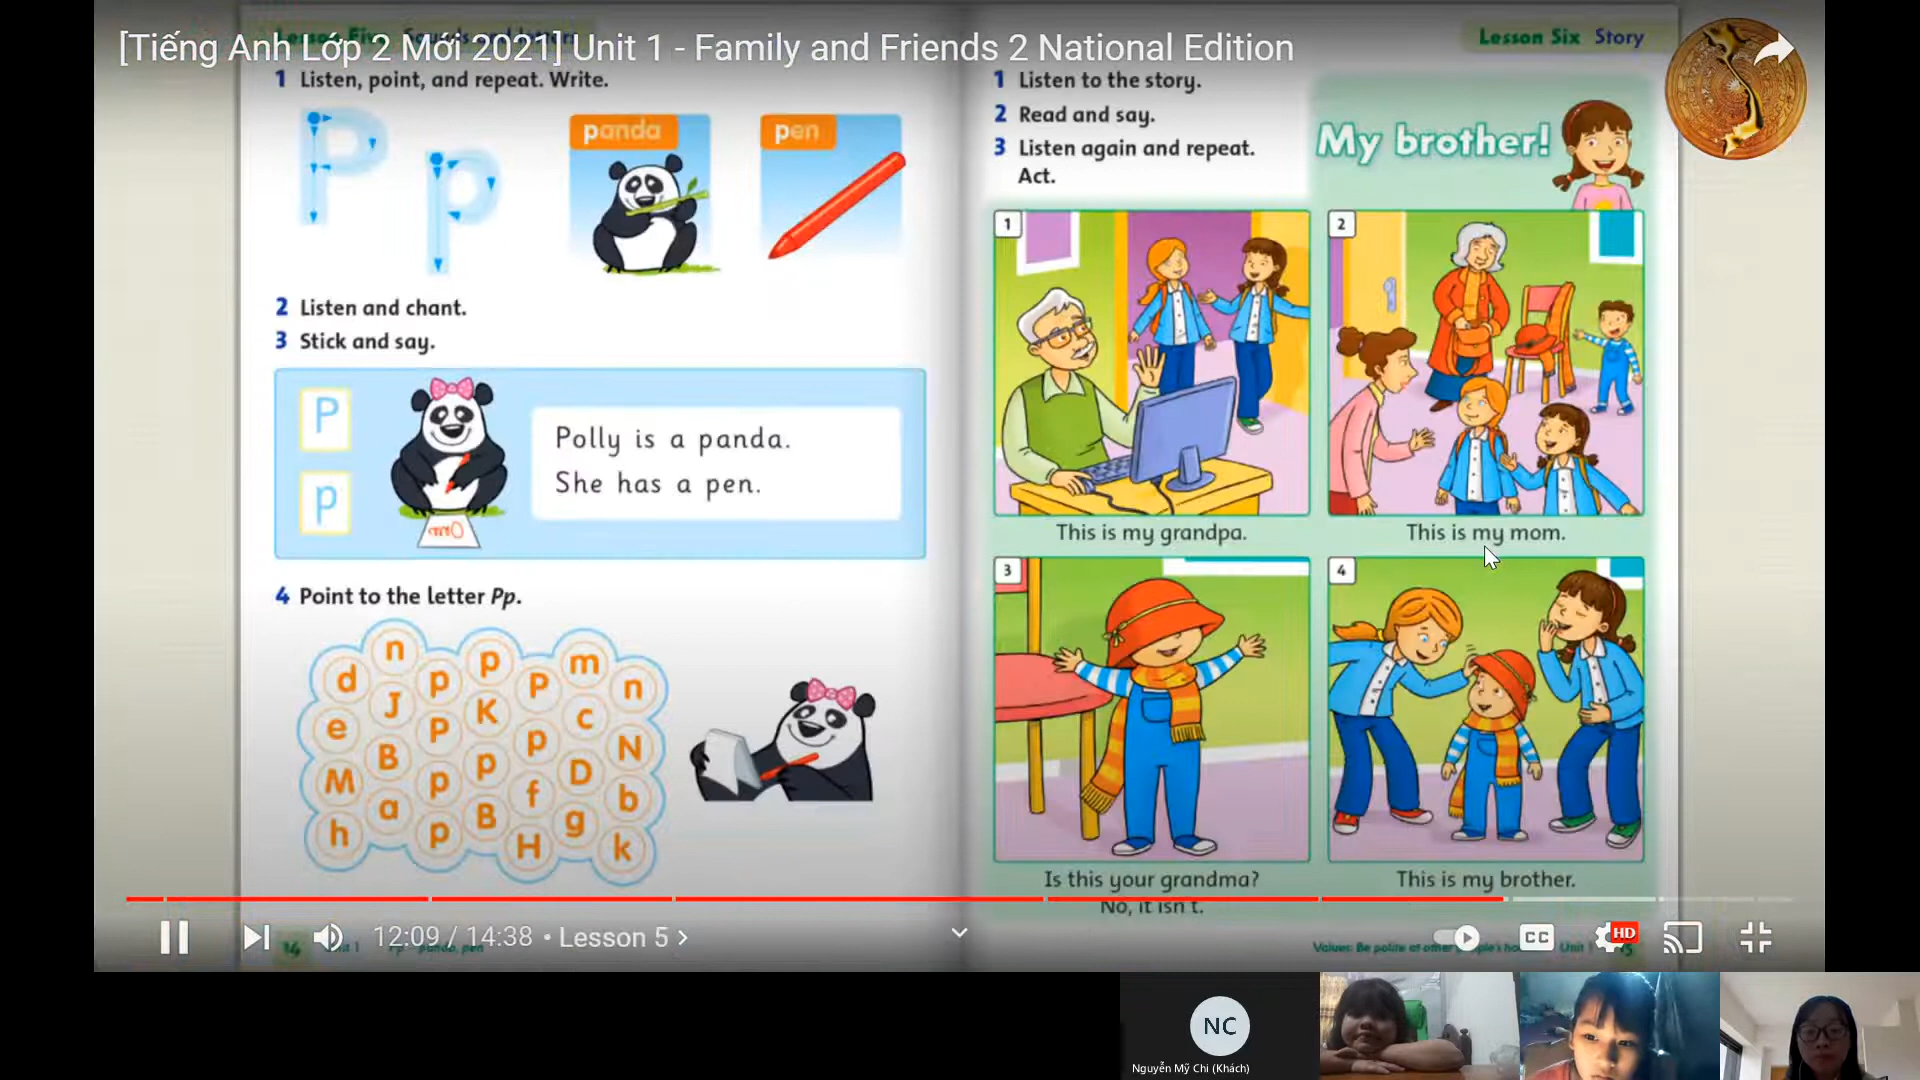 [Tiếng Anh Lớp 2 Mới 2021] Unit 1 - Family and Friends 2 National Edition
1 Listen, point, and repeat. Write.
P p
panda
pen
2 Listen and chant.
3 Stick and say.
P
p
Polly is a panda.
She has a pen.
4 Point to the letter Pp.
n p m
d p P n
J K c
e P p N
B p D
M p f b
a B g
h p H k
Lesson Six Story
1 Listen to the story.
2 Read and say.
3 Listen again and repeat.
Act.
My brother!
1
This is my grandpa.
2
This is my mom.
3
Is this your grandma?
No, it isn't.
4
This is my brother.
12:09 / 14:38 • Lesson 5
CC
HD
14
NC
Nguyễn Mỹ Chi (Khách)